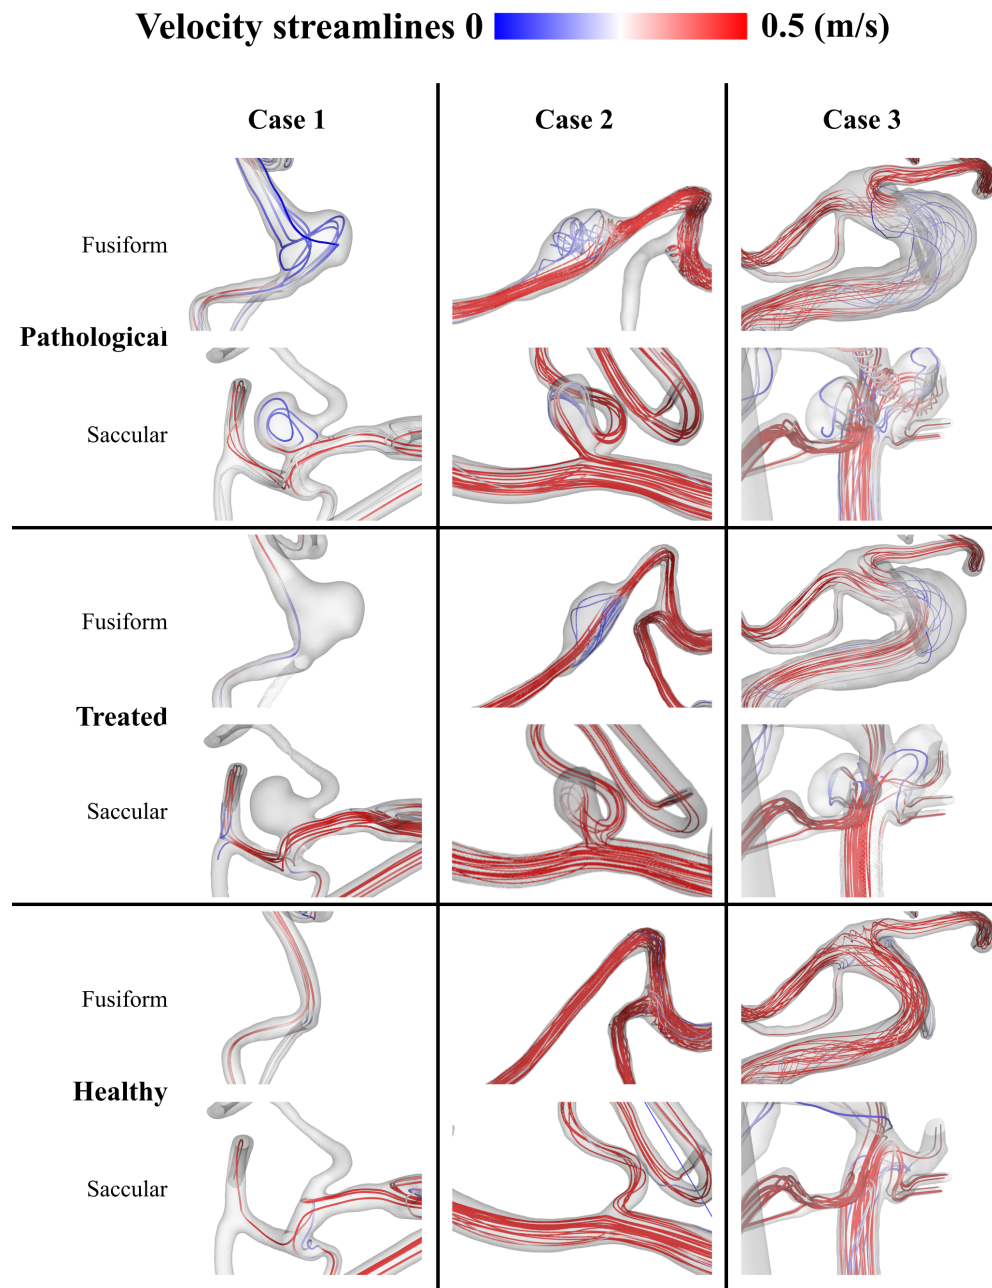 Velocity streamlines 0 0.5 (m/s)
Case 1 Case 2 Case 3
Fusiform
Pathological
Saccular
Fusiform
Treated
Saccular
Fusiform
Healthy
Saccular